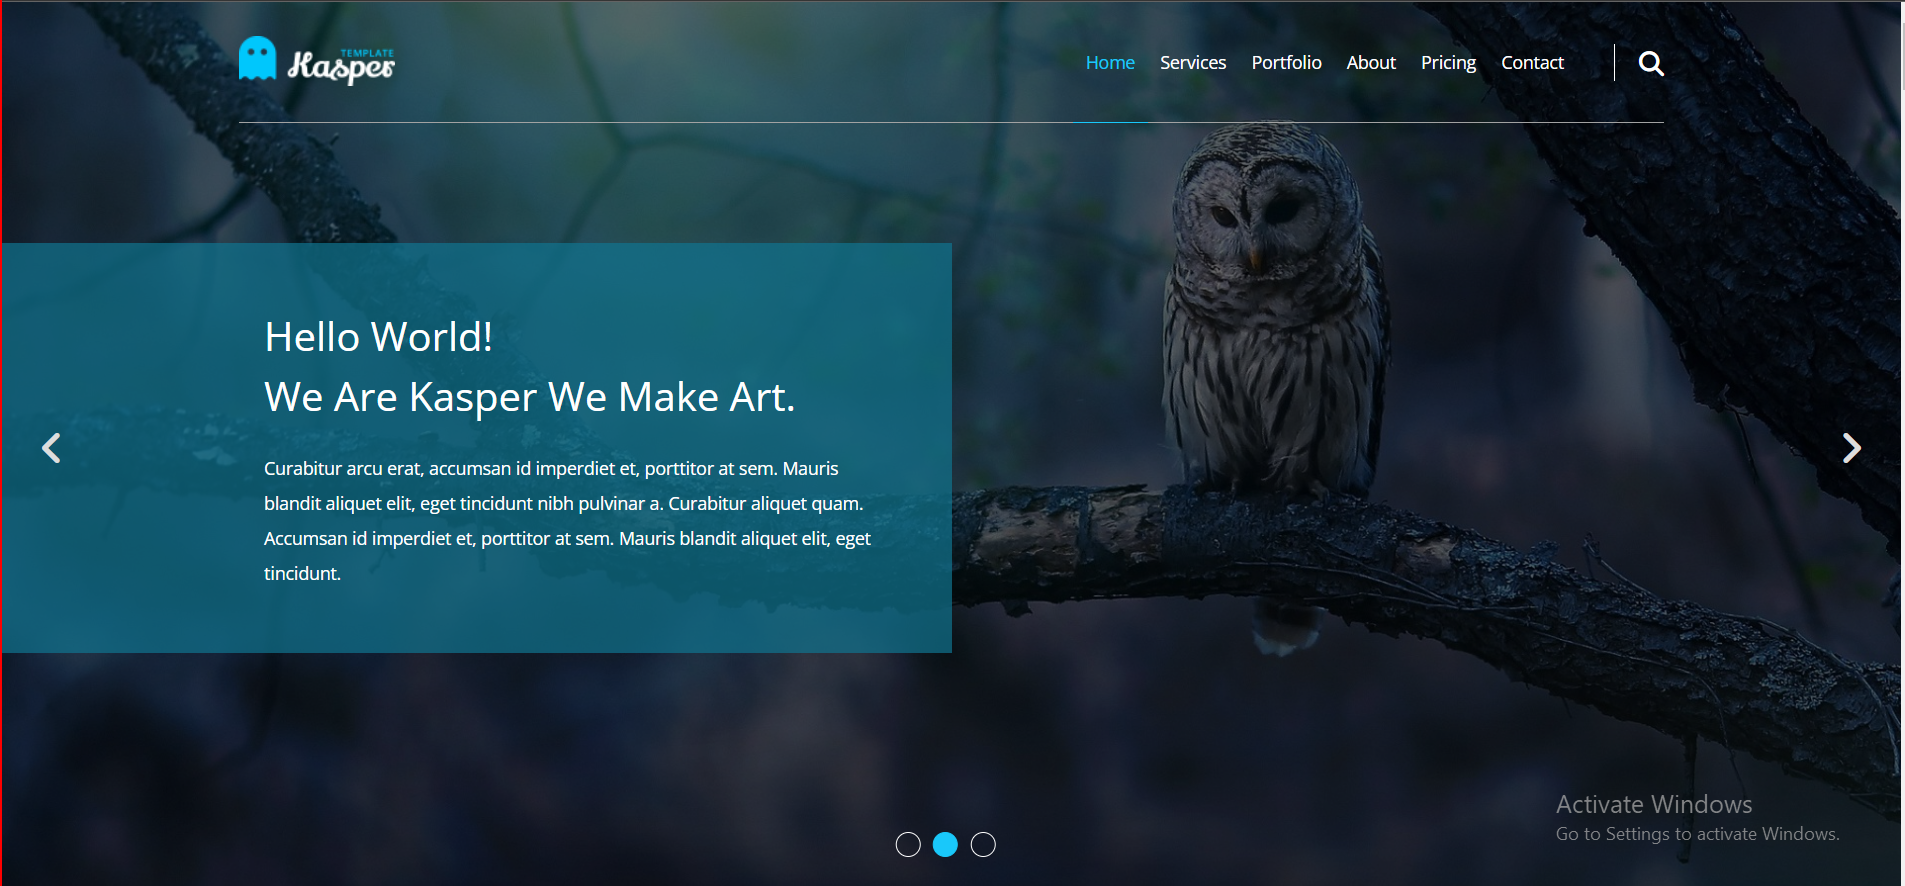 TEMPLATE
Kasper
Home Services Portfolio About Pricing Contact
Hello World!
We Are Kasper We Make Art.
Curabitur arcu erat, accumsan id imperdiet et, porttitor at sem. Mauris
blandit aliquet elit, eget tincidunt nibh pulvinar a. Curabitur aliquet quam.
Accumsan id imperdiet et, porttitor at sem. Mauris blandit aliquet elit, eget
tincidunt.
Activate Windows
Go to Settings to activate Windows.